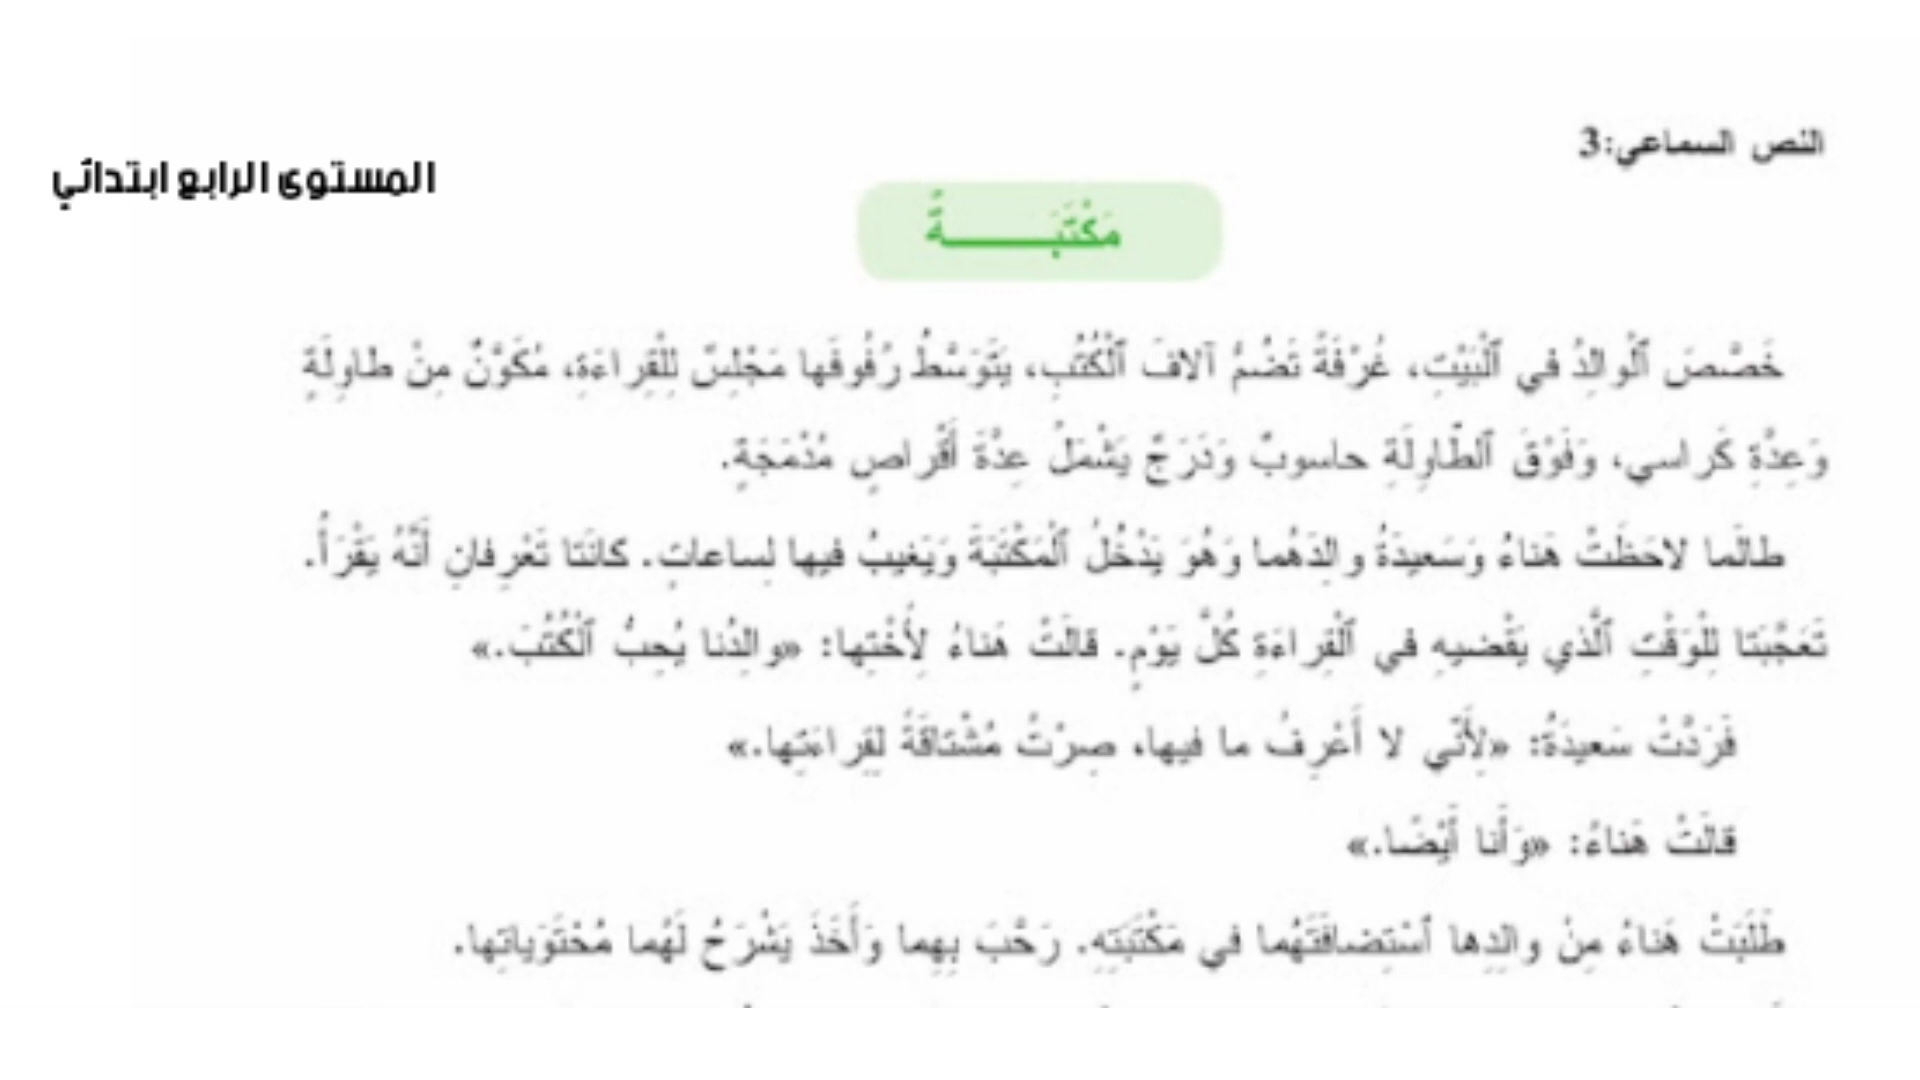 النص السماعي:3
المستوى الرابع ابتدائي
مَكْتَبَـــــــةٌ
خَصَّصَ ٱلْوالِدُ في ٱلْبَيْتِ، غُرْفَةً تَضُمُّ آلافَ ٱلْكُتُبِ، يَتَوَسَّطُ رُفُوفَها مَجْلِسٌ لِلْقِراءَةِ، مُكَوَّنٌ مِنْ طاوِلَةٍ
وَعِدَّةِ كَراسي، وَفَوْقَ ٱلطّاوِلَةِ حاسوبٌ وَدَرَجٌ يَشْمَلُ عِدَّةَ أَقْراصٍ مُدْمَجَةٍ.
طالَما لاحَظَتْ هَناءُ وَسَعيدَةُ والِدَهُما وَهُوَ يَدْخُلُ ٱلْمَكْتَبَةَ وَيَغيبُ فيها لِساعاتٍ. كانَتا تَعْرِفانِ أَنَّهُ يَقْرَأُ.
تَعَجَّبَتا لِلْوَقْتِ ٱلَّذي يَقْضيهِ في ٱلْقِراءَةِ كُلَّ يَوْمٍ. قالَتْ هَناءُ لِأُخْتِها: «والِدُنا يُحِبُّ ٱلْكُتُبَ.»
فَرَدَّتْ سَعيدَةُ: «لِأَنّي لا أَعْرِفُ ما فيها، صِرْتُ مُشْتاقَةً لِقِراءَتِها.»
قالَتْ هَناءُ: «وَأَنا أَيْضًا.»
طَلَبَتْ هَناءُ مِنْ والِدِها ٱسْتِضافَتَهُما في مَكْتَبَتِهِ. رَحَّبَ بِهِما وَأَخَذَ يَشْرَحُ لَهُما مُحْتَوَياتِها.